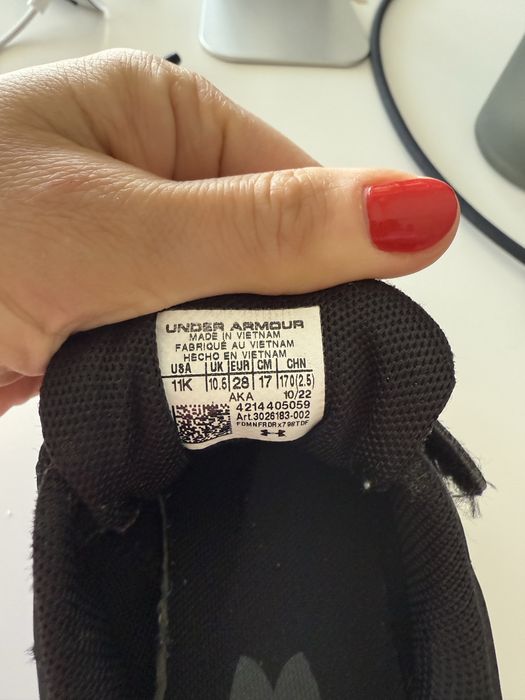 UNDER ARMOUR
MADE IN VIETNAM
FABRIQUÉ AU VIETNAM
HECHO EN VIETNAM
USA UK EUR CM CHN
11K 10.5 28 17 170(2.5)
AKA 10/22
4214405059
Art.3026183-002
FDMNFRDRx798TDF